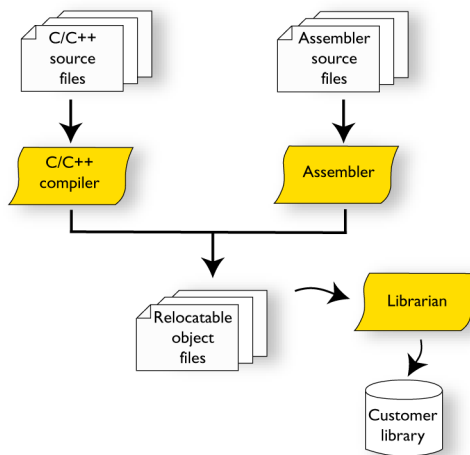 C/C++
source
files
Assembler
source
files
C/C++
compiler
Assembler
Relocatable
object
files
Librarian
Customer
library